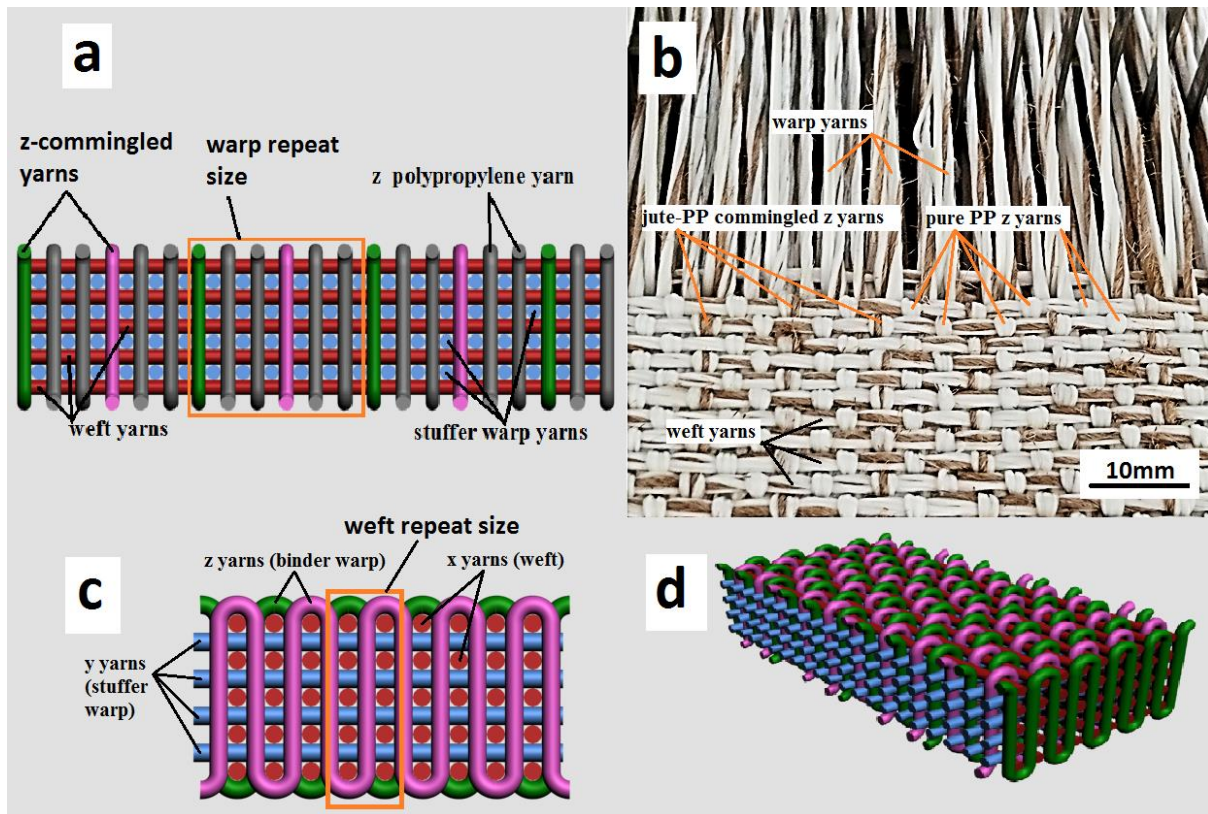 a
z-commingled
yarns
warp repeat
size
z polypropylene yarn
weft yarns
stuffer warp yarns
b
warp yarns
jute-PP commingled z yarns
pure PP z yarns
weft yarns
10mm
c
weft repeat size
z yarns (binder warp)
x yarns (weft)
y yarns
(stuffer
warp)
d